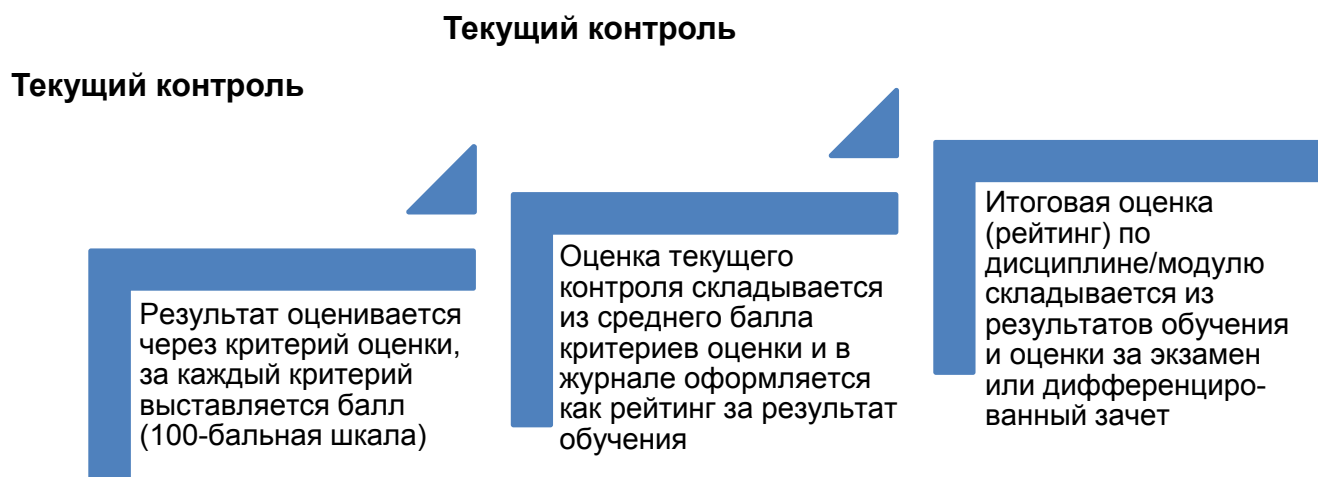 Текущий контроль
Текущий контроль
Результат оценивается
через критерий оценки,
за каждый критерий
выставляется балл
(100-бальная шкала)
Оценка текущего
контроля складывается
из среднего балла
критериев оценки и в
журнале оформляется
как рейтинг за результат
обучения
Итоговая оценка
(рейтинг) по
дисциплине/модулю
складывается из
результатов обучения
и оценки за экзамен
или дифференциро-
ванный зачет